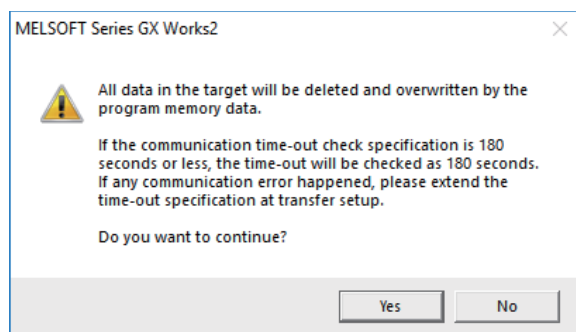 MELSOFT Series GX Works2
All data in the target will be deleted and overwritten by the
program memory data.
If the communication time-out check specification is 180
seconds or less, the time-out will be checked as 180 seconds.
If any communication error happened, please extend the
time-out specification at transfer setup.
Do you want to continue?
Yes
No